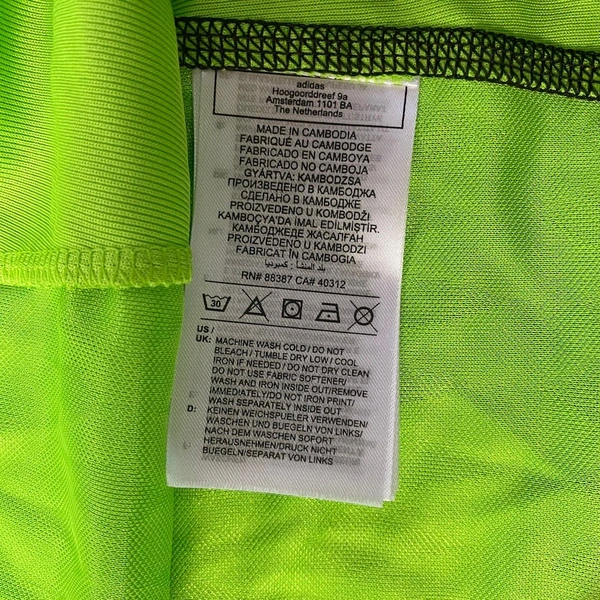 adidas
Hoogoorddreef 9a
Amsterdam 1101 BA
The Netherlands
MADE IN CAMBODIA
FABRIQUÉ AU CAMBODGE
FABRICADO EN CAMBOYA
FABRICADO NO CAMBOJA
GYÁRTVA: KAMBODZSA
ПРОИЗВЕДЕНО В КАМБОДЖА
СДЕЛАНО В КАМБОДЖЕ
PROIZVEDENO U KOMBODŽI
KAMBOÇYA'DA İMAL EDİLMİŞTİR.
КАМБОДЖЕДЕ ЖАСАЛҒАН
PROIZVEDENO U KAMBODZI
FABRICAT ÎN CAMBOGIA
بلد المنشأ : كمبوديا
RN# 88387 CA# 40312
30
US /
UK: MACHINE WASH COLD / DO NOT
BLEACH / TUMBLE DRY LOW / COOL
IRON IF NEEDED / DO NOT DRY CLEAN
DO NOT USE FABRIC SOFTENER/
WASH AND IRON INSIDE OUT/REMOVE
IMMEDIATELY/DO NOT IRON PRINT/
WASH SEPARATELY INSIDE OUT
D: KEINEN WEICHSPUELER VERWENDEN/
WASCHEN UND BUEGELN VON LINKS/
NACH DEM WASCHEN SOFORT
HERAUSNEHMEN/DRUCK NICHT
BUEGELN/SEPARAT VON LINKS